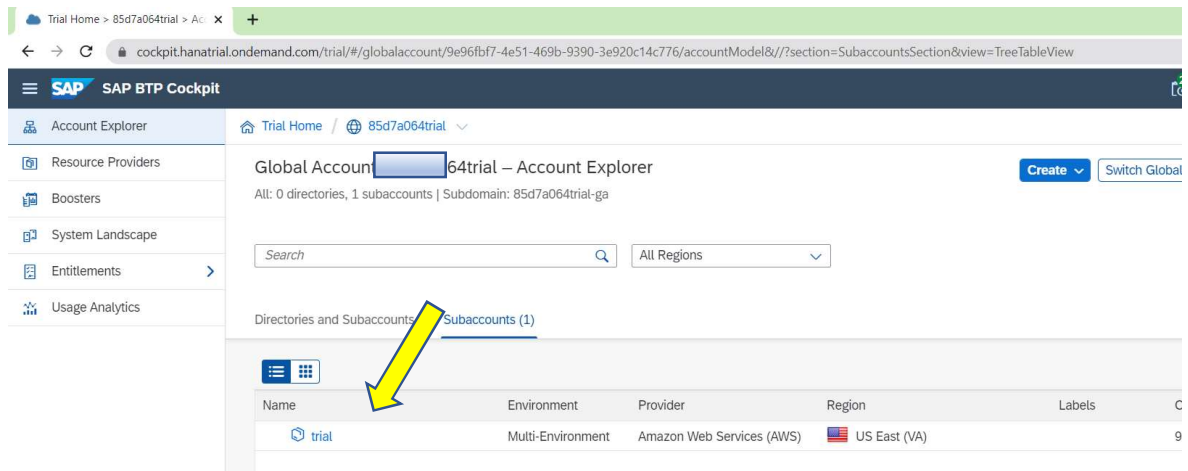 Trial Home > 85d7a064trial > Ac
cockpit.hanatrial.ondemand.com/trial/#/globalaccount/9e96fbf7-4e51-469b-9390-3e920c14c776/accountModel&//?section=SubaccountsSection&view=TreeTableView
SAP SAP BTP Cockpit
Account Explorer
Resource Providers
Boosters
System Landscape
Entitlements
Usage Analytics
Trial Home / 85d7a064trial
Global Account 64trial – Account Explorer
Create Switch Global
All: 0 directories, 1 subaccounts | Subdomain: 85d7a064trial-ga
Search All Regions
Directories and Subaccounts Subaccounts (1)
Name Environment Provider Region Labels C
trial Multi-Environment Amazon Web Services (AWS) US East (VA) 9